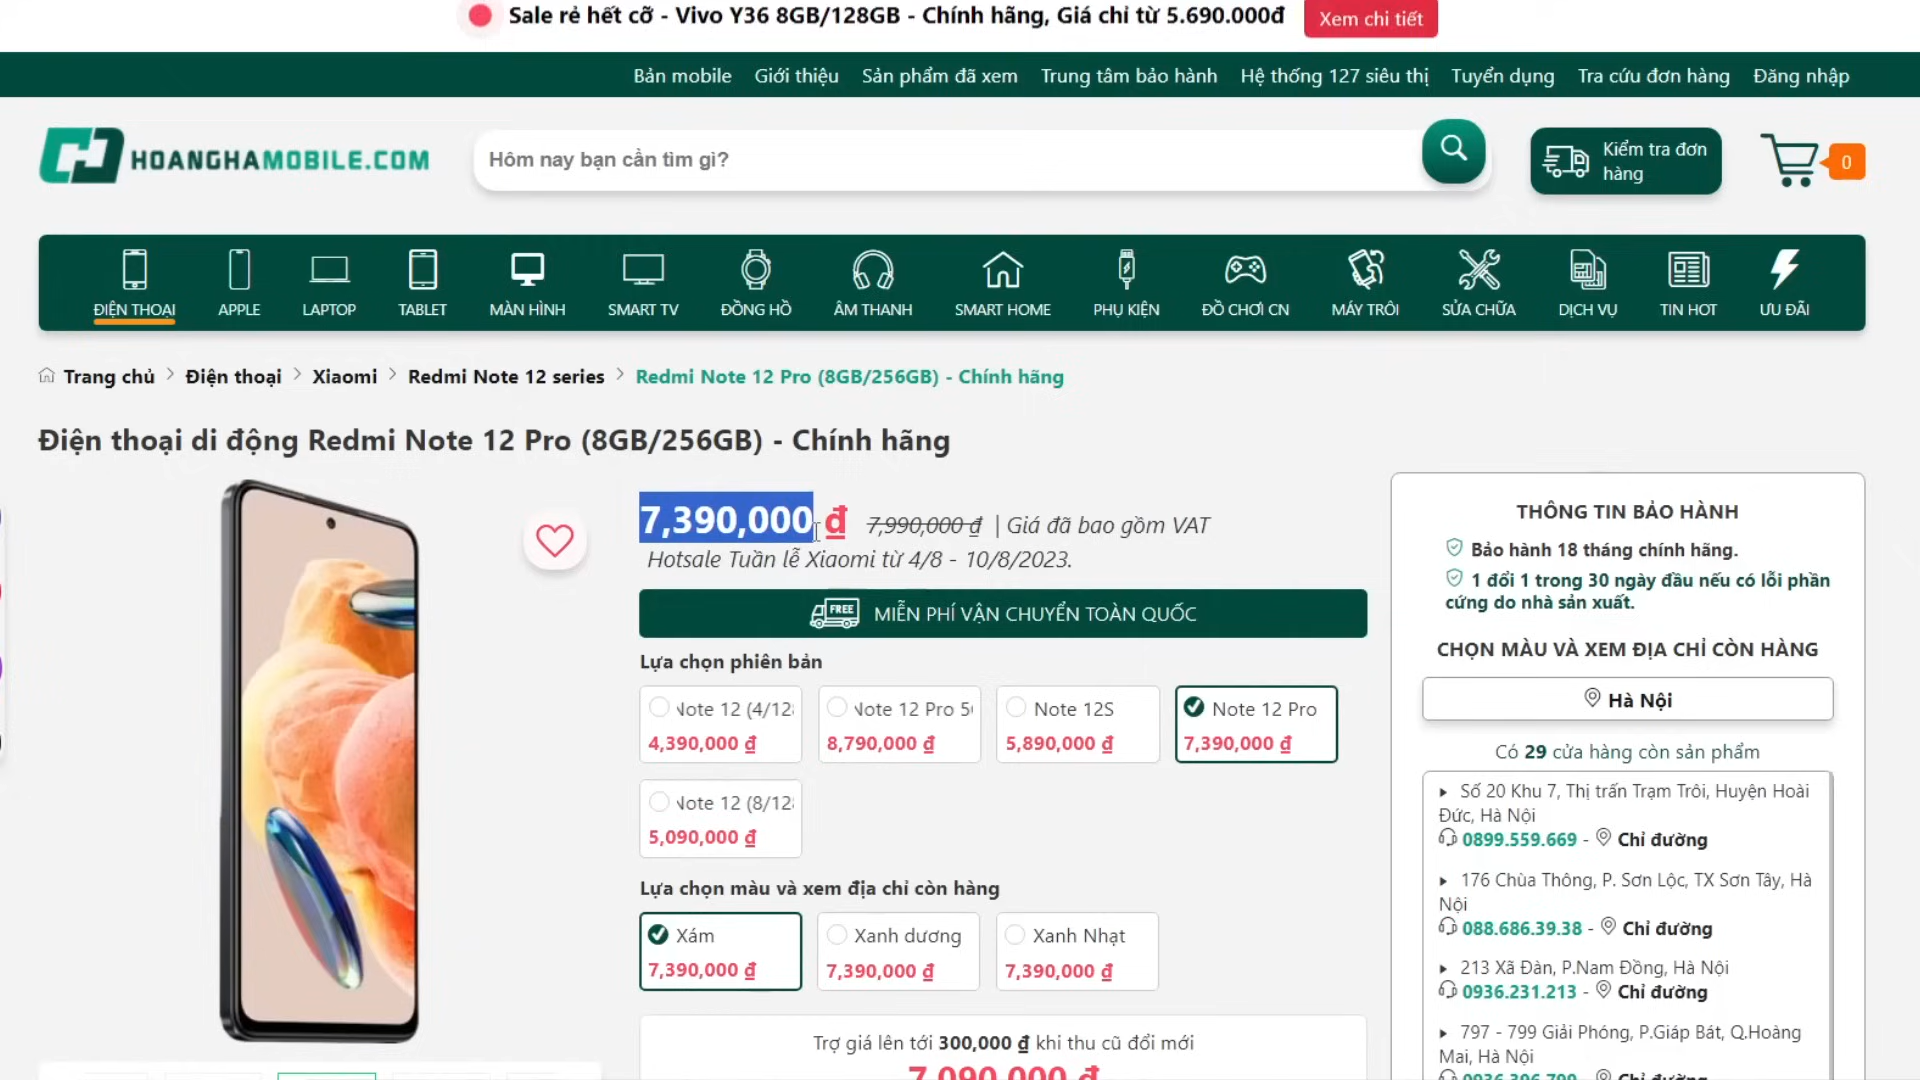 Sale rẻ hết cỡ - Vivo Y36 8GB/128GB - Chính hãng, Giá chỉ từ 5.690.000đ
Xem chi tiết
Bản mobile Giới thiệu Sản phẩm đã xem Trung tâm bảo hành Hệ thống 127 siêu thị Tuyển dụng Tra cứu đơn hàng Đăng nhập
HOANGHAMOBILE.COM
Hôm nay bạn cần tìm gì?
Kiểm tra đơn
hàng
0
ĐIỆN THOẠI APPLE LAPTOP TABLET MÀN HÌNH SMART TV ĐỒNG HỒ ÂM THANH SMART HOME PHỤ KIỆN ĐỒ CHƠI CN MÁY TRÔI SỬA CHỮA DỊCH VỤ TIN HOT ƯU ĐÃI
Trang chủ > Điện thoại > Xiaomi > Redmi Note 12 series > Redmi Note 12 Pro (8GB/256GB) - Chính hãng
Điện thoại di động Redmi Note 12 Pro (8GB/256GB) - Chính hãng
7,390,000 ₫ 7,990,000 ₫ | Giá đã bao gồm VAT
Hotsale Tuần lễ Xiaomi từ 4/8 - 10/8/2023.
FREE MIỄN PHÍ VẬN CHUYỂN TOÀN QUỐC
Lựa chọn phiên bản
Note 12 (4/128
4,390,000 ₫
Note 12 Pro 5G
8,790,000 ₫
Note 12S
5,890,000 ₫
Note 12 Pro
7,390,000 ₫
Note 12 (8/128
5,090,000 ₫
Lựa chọn màu và xem địa chỉ còn hàng
Xám
7,390,000 ₫
Xanh dương
7,390,000 ₫
Xanh Nhạt
7,390,000 ₫
Trợ giá lên tới 300,000 ₫ khi thu cũ đổi mới
7,090,000 ₫
THÔNG TIN BẢO HÀNH
Bảo hành 18 tháng chính hãng.
1 đổi 1 trong 30 ngày đầu nếu có lỗi phần
cứng do nhà sản xuất.
CHỌN MÀU VÀ XEM ĐỊA CHỈ CÒN HÀNG
Hà Nội
Có 29 cửa hàng còn sản phẩm
Số 20 Khu 7, Thị trấn Trạm Trôi, Huyện Hoài
Đức, Hà Nội
0899.559.669 - Chỉ đường
176 Chùa Thông, P. Sơn Lộc, TX Sơn Tây, Hà
Nội
088.686.39.38 - Chỉ đường
213 Xã Đàn, P.Nam Đồng, Hà Nội
0936.231.213 - Chỉ đường
797 - 799 Giải Phóng, P.Giáp Bát, Q.Hoàng
Mai, Hà Nội
0936.396.799 - Chỉ đường